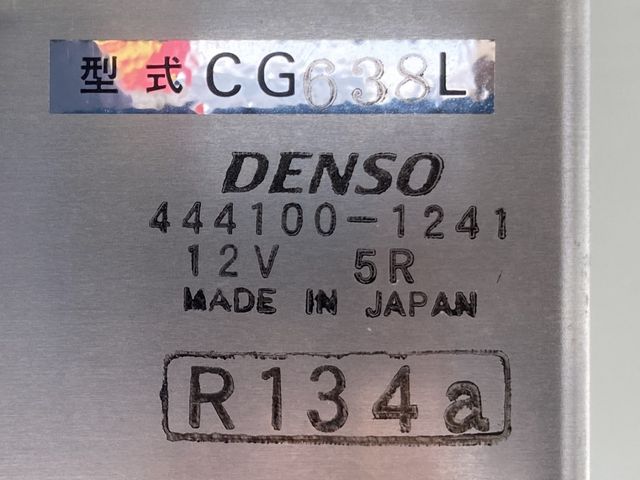 型式 CG638L
DENSO
444100-1241
12V 5R
MADE IN JAPAN
R134a